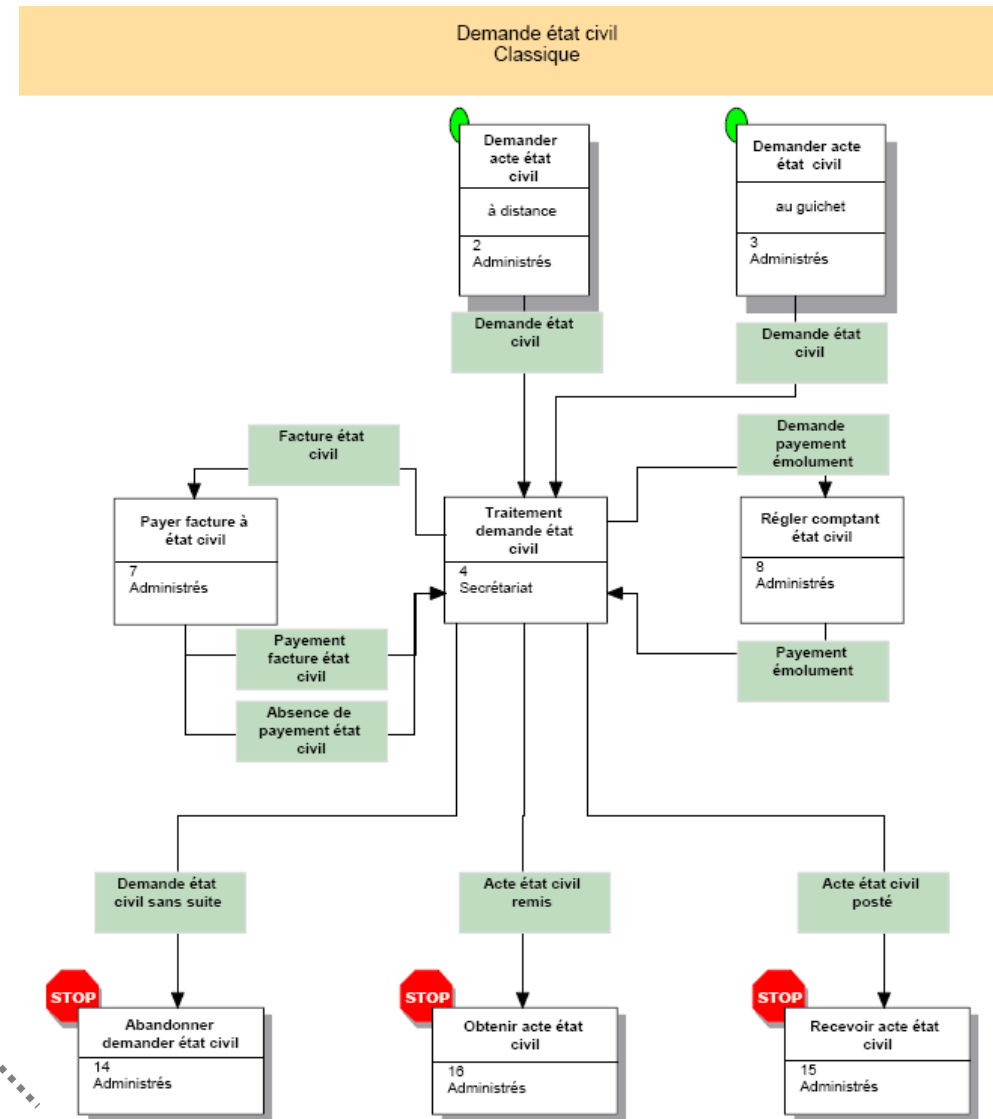 Demande état civil
Classique
Demander
acte état
civil
à distance
2
Administrés
Demander acte
état civil
au guichet
3
Administrés
Demande état
civil
Demande état
civil
Facture état
civil
Demande
payement
émolument
Payer facture à
état civil
7
Administrés
Traitement
demande état
civil
4
Secrétariat
Régler comptant
état civil
8
Administrés
Payement
facture état
civil
Absence de
payement état
civil
Payement
émolument
Demande état
civil sans suite
Acte état civil
remis
Acte état civil
posté
STOP
Abandonner
demander état civil
14
Administrés
STOP
Obtenir acte état
civil
16
Administrés
STOP
Recevoir acte état
civil
15
Administrés